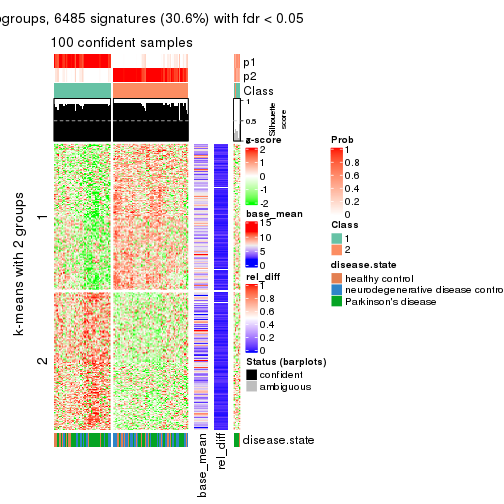 ogroups, 6485 signatures (30.6%) with fdr < 0.05
100 confident samples
p1
p2
Class
1
0.5
0
Silhouette
score
k-means with 2 groups
1
2
z-score
2
1
0
-1
-2
base_mean
15
10
5
0
rel_diff
1
0.8
0.6
0.4
0.2
0
Status (barplots)
confident
ambiguous
Prob
1
0.8
0.6
0.4
0.2
0
Class
1
2
disease.state
healthy control
neurodegenerative disease contro
Parkinson's disease
disease.state
base_mean
rel_diff